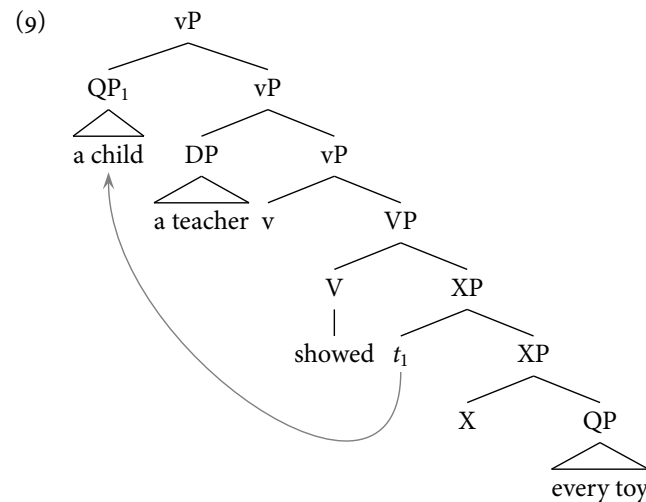 (9) vP
QP₁ vP
a child DP vP
a teacher v VP
V XP
showed t₁ XP
X QP
every toy